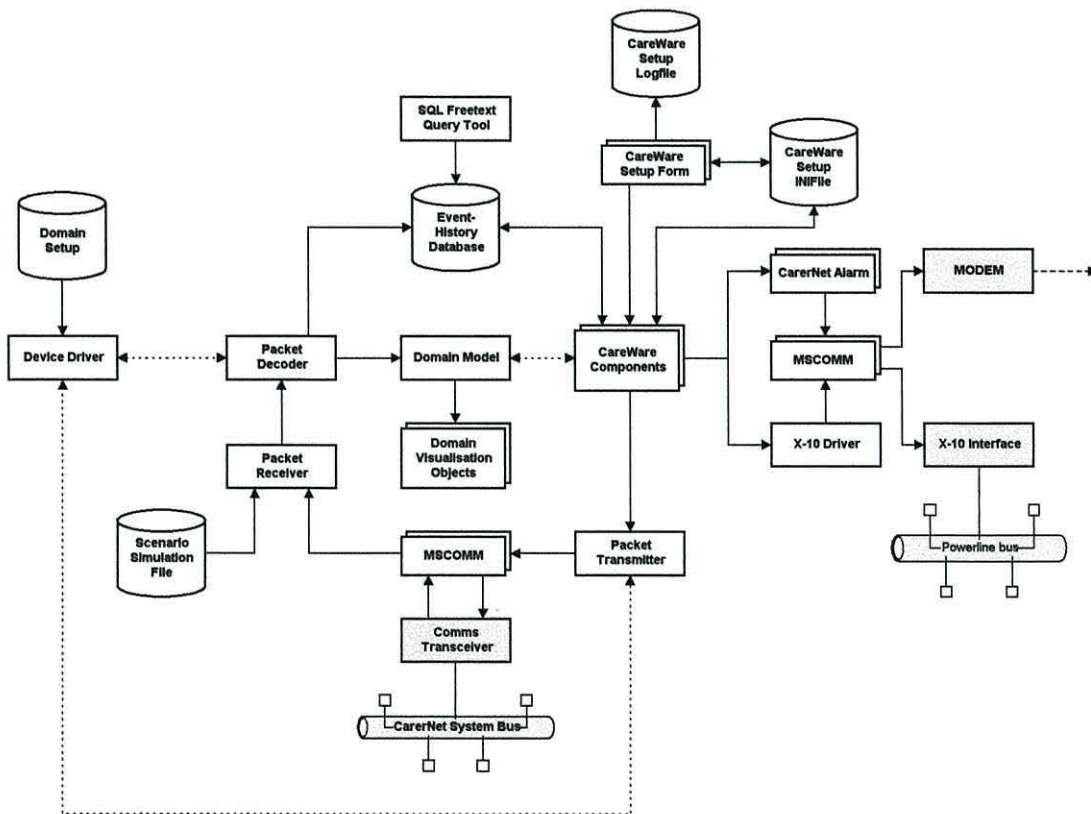 CareWare
Setup
Logfile
SQL Freetext
Query Tool
CareWare
Setup Form
CareWare
Setup
INIFile
Domain
Setup
Event-
History
Database
CarerNet Alarm
MODEM
Device Driver
Packet
Decoder
Domain Model
CareWare
Components
MSCOMM
Domain
Visualisation
Objects
X-10 Driver
X-10 Interface
Packet
Receiver
Scenario
Simulation
File
MSCOMM
Packet
Transmitter
Powerline bus
Comms
Transceiver
CarerNet System Bus